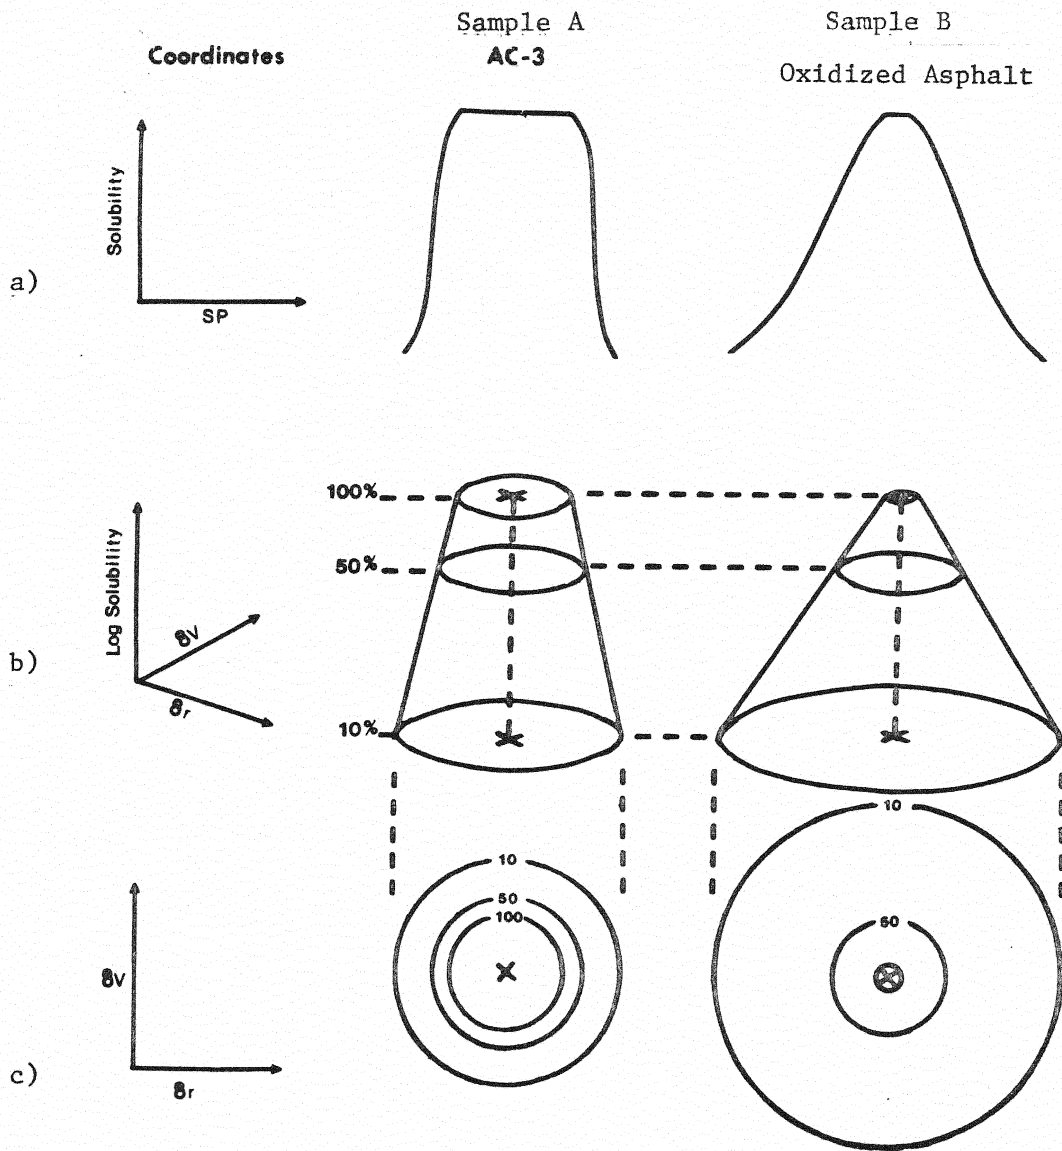 Sample A
Sample B
Coordinates
AC-3
Oxidized Asphalt
Solubility
SP
a)
100%
50%
10%
Log Solubility
δV
δr
b)
10
50
100
10
50
δV
δr
c)